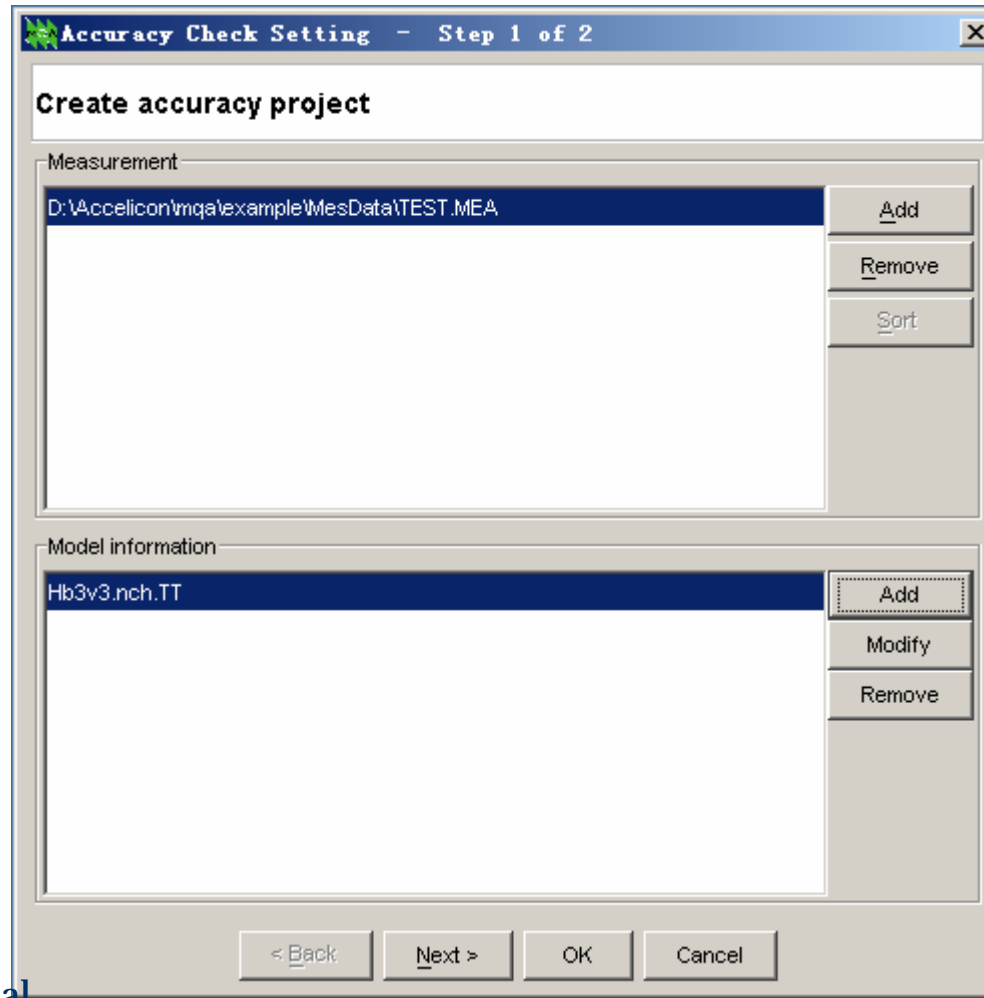 Accuracy Check Setting - Step 1 of 2
Create accuracy project
Measurement
D:\Accelicon\mqa\example\MesData\TEST.MEA
Add
Remove
Sort
Model information
Hb3v3.nch.TT
Add
Modify
Remove
< Back Next > OK Cancel
al